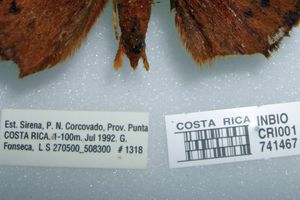 Est. Sirena, P. N. Corcovado, Prov. Punta
COSTA RICA. 1-100m. Jul 1992. G.
Fonseca, L S 270500_508300 # 1318
COSTA RICA INBIO
CRI001
741467